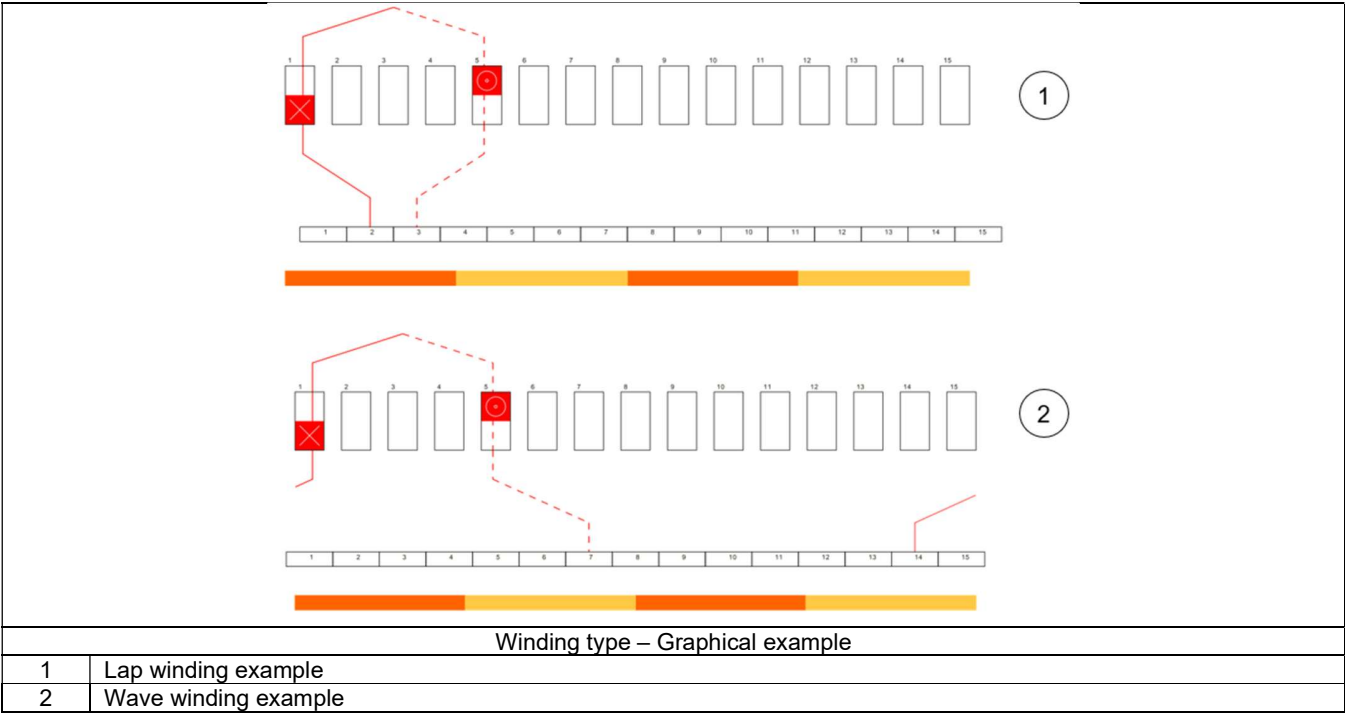 1 2 3 4 5 6 7 8 9 10 11 12 13 14 15
1
1 2 3 4 5 6 7 8 9 10 11 12 13 14 15
1 2 3 4 5 6 7 8 9 10 11 12 13 14 15
2
1 2 3 4 5 6 7 8 9 10 11 12 13 14 15
Winding type – Graphical example
1 Lap winding example
2 Wave winding example